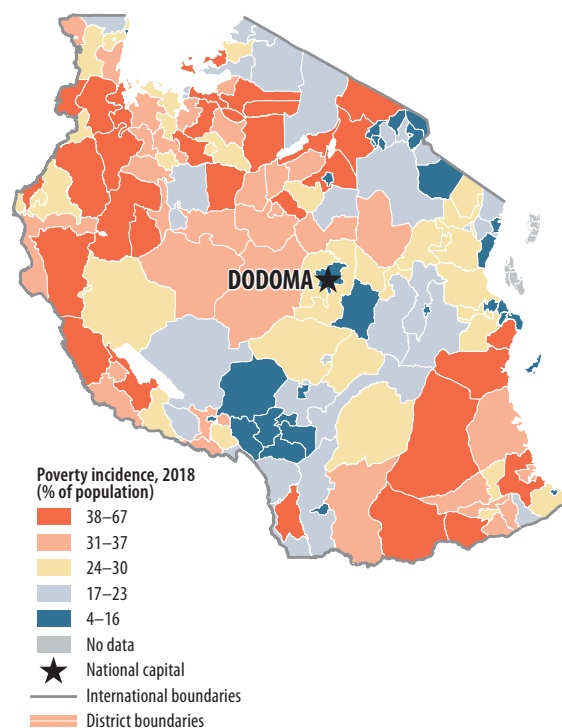 DODOMA
Poverty incidence, 2018
(% of population)
38–67
31–37
24–30
17–23
4–16
No data
National capital
International boundaries
District boundaries